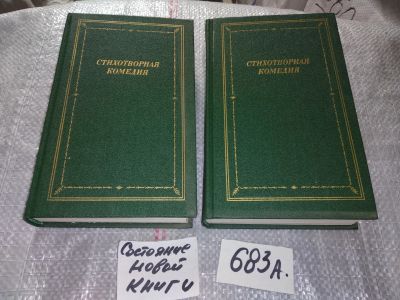 СТИХОТВОРНАЯ
КОМЕДИЯ
СТИХОТВОРНАЯ
КОМЕДИЯ
Состояние
новой
книги
683А.